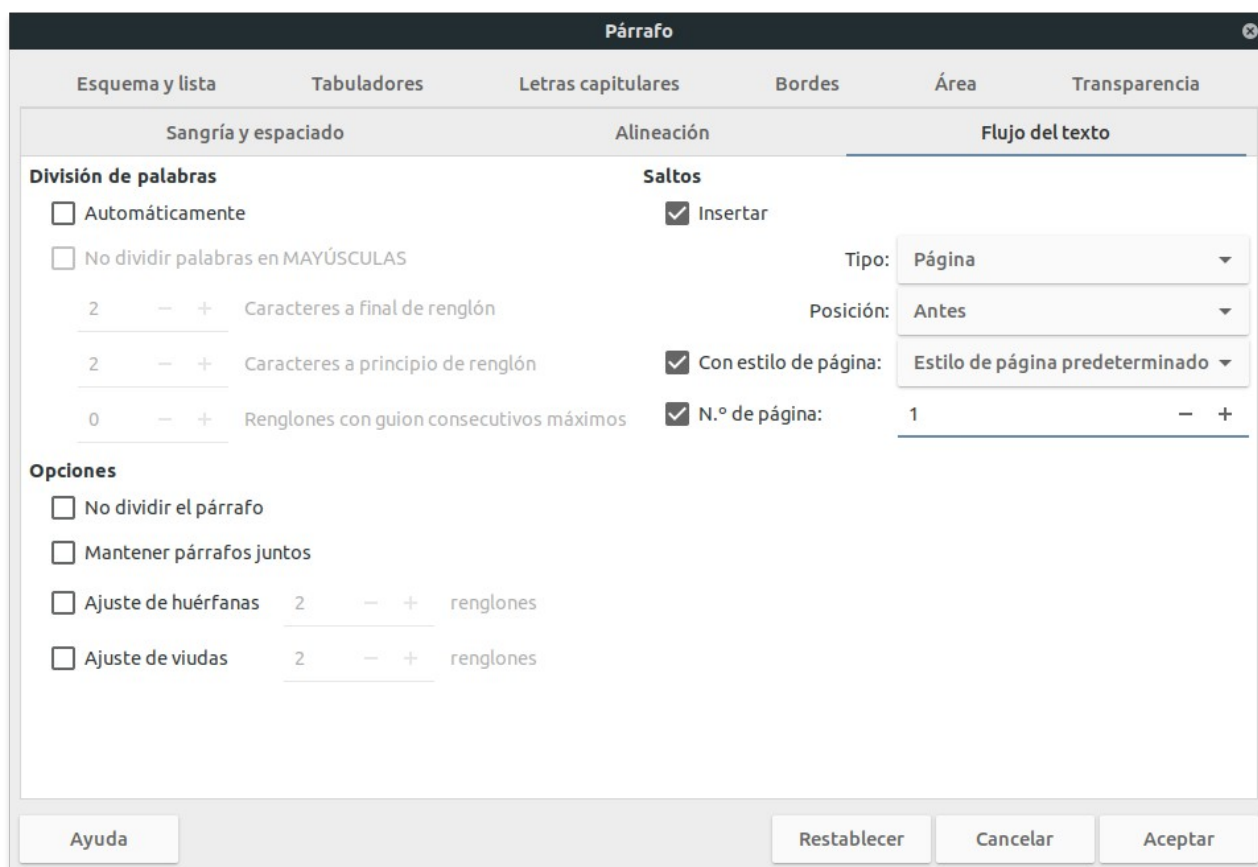 Párrafo
Esquema y lista Tabuladores Letras capitulares Bordes Área Transparencia
Sangría y espaciado Alineación Flujo del texto
División de palabras
Automáticamente
No dividir palabras en MAYÚSCULAS
2 − + Caracteres a final de renglón
2 − + Caracteres a principio de renglón
0 − + Renglones con guion consecutivos máximos
Opciones
No dividir el párrafo
Mantener párrafos juntos
Ajuste de huérfanas 2 − + renglones
Ajuste de viudas 2 − + renglones
Saltos
Insertar
Tipo: Página
Posición: Antes
Con estilo de página: Estilo de página predeterminado
N.º de página: 1 − +
Ayuda Restablecer Cancelar Aceptar